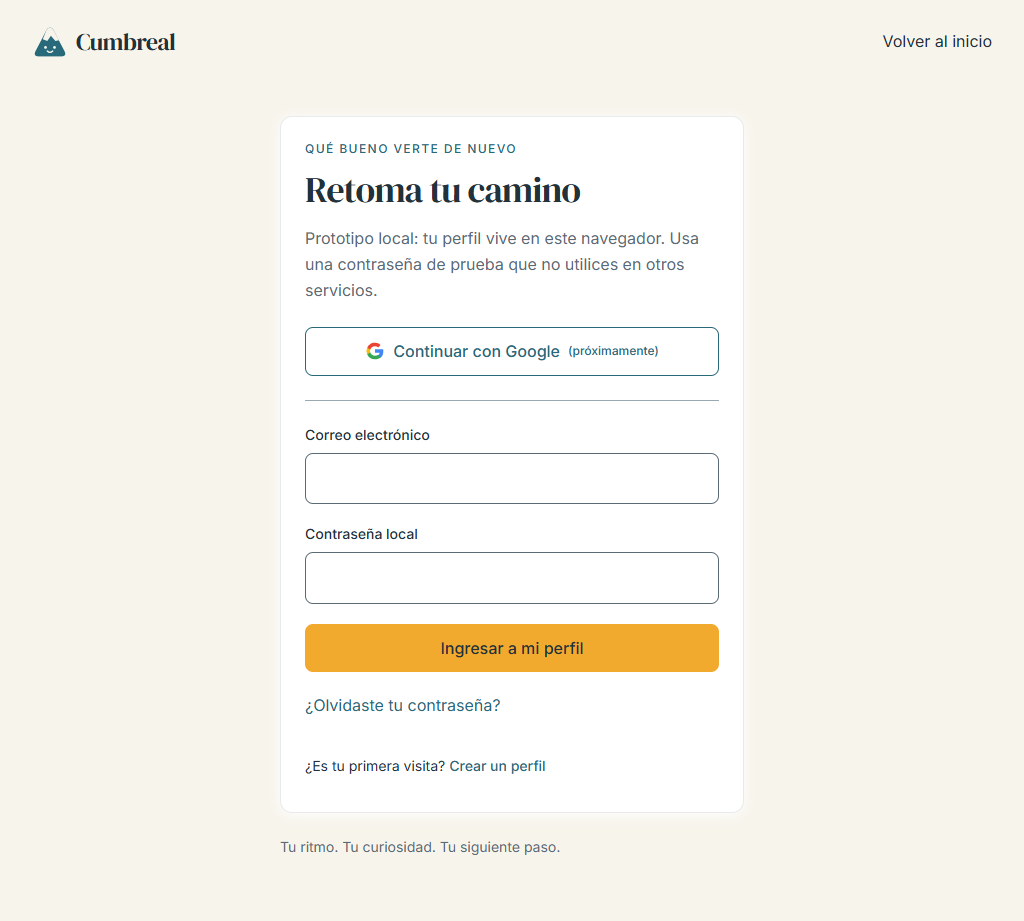 Cumbreal
Volver al inicio
QUÉ BUENO VERTE DE NUEVO
Retoma tu camino
Prototipo local: tu perfil vive en este navegador. Usa
una contraseña de prueba que no utilices en otros
servicios.
Continuar con Google (próximamente)
Correo electrónico
Contraseña local
Ingresar a mi perfil
¿Olvidaste tu contraseña?
¿Es tu primera visita? Crear un perfil
Tu ritmo. Tu curiosidad. Tu siguiente paso.